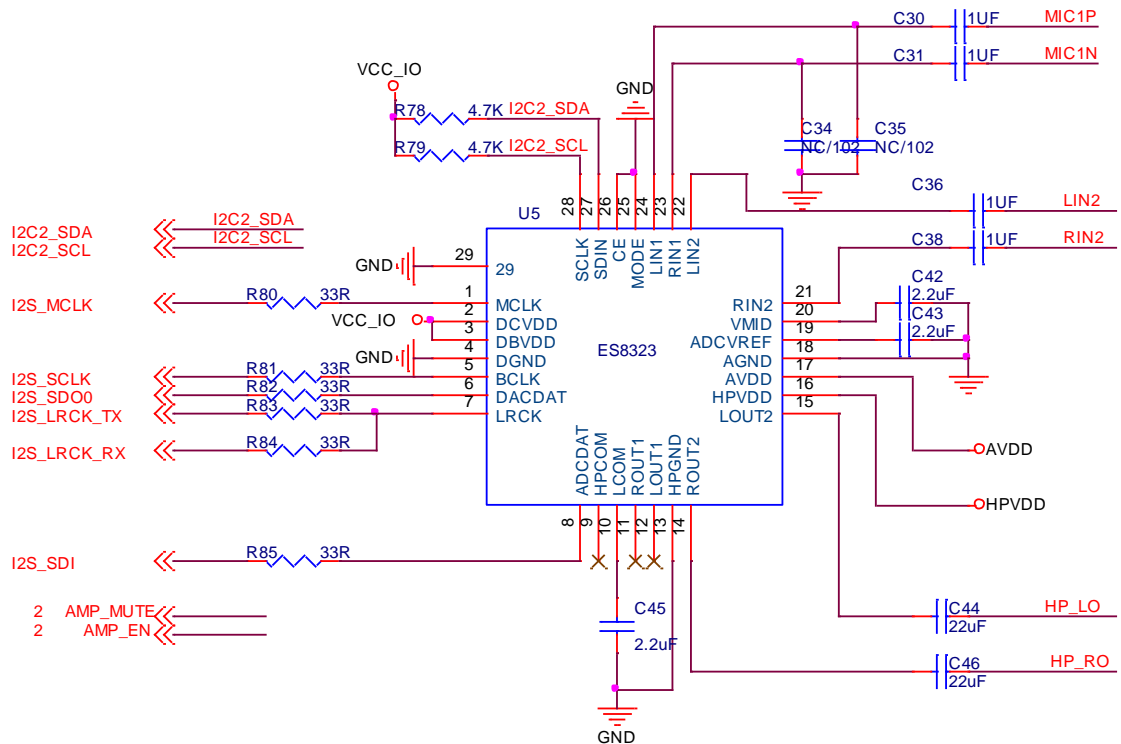 C30 1UF MIC1P
C31 1UF MIC1N
VCC_IO
GND
R78 4.7K I2C2_SDA
R79 4.7K I2C2_SCL
C34 NC/102
C35 NC/102
C36 1UF LIN2
C38 1UF RIN2
U5
28 27 26 25 24 23 22
SCLK SDIN CE MODE LIN1 RIN1 LIN2
I2C2_SDA I2C2_SDA
I2C2_SCL I2C2_SCL
GND 29 29
I2S_MCLK R80 33R 1 MCLK
VCC_IO 2 DCVDD
3 DBVDD
GND 4 DGND
I2S_SCLK R81 33R 5 BCLK
I2S_SDO0 R82 33R 6 DACDAT
I2S_LRCK_TX R83 33R 7 LRCK
I2S_LRCK_RX R84 33R
ES8323
RIN2 21
VMID 20
ADCVREF 19
AGND 18
AVDD 17
HPVDD 16
LOUT2 15
C42
2.2uF
C43
2.2uF
AVDD
HPVDD
ADCDAT HPCOM LCOM ROUT1 LOUT1 HPGND ROUT2
8 9 10 11 12 13 14
I2S_SDI R85 33R
2 AMP_MUTE
2 AMP_EN
C45
2.2uF
GND
C44 HP_LO
22uF
C46 HP_RO
22uF